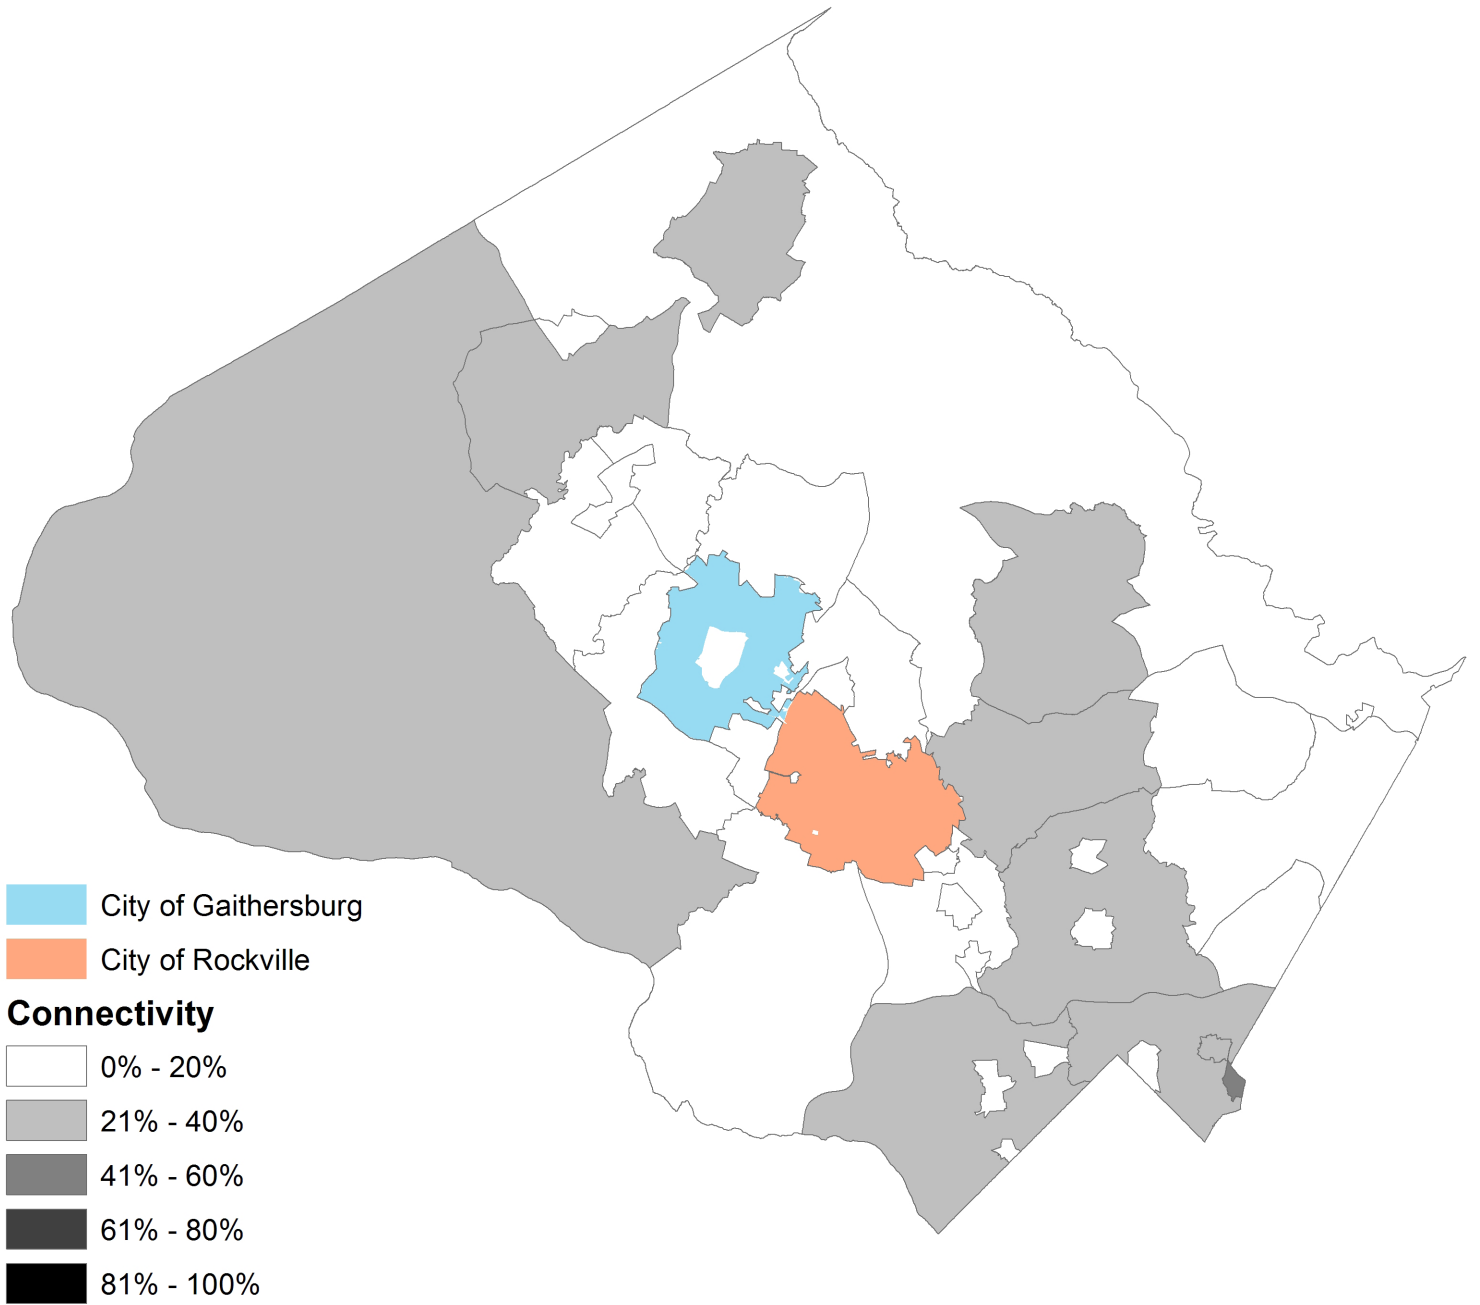 City of Gaithersburg
City of Rockville
Connectivity
0% - 20%
21% - 40%
41% - 60%
61% - 80%
81% - 100%